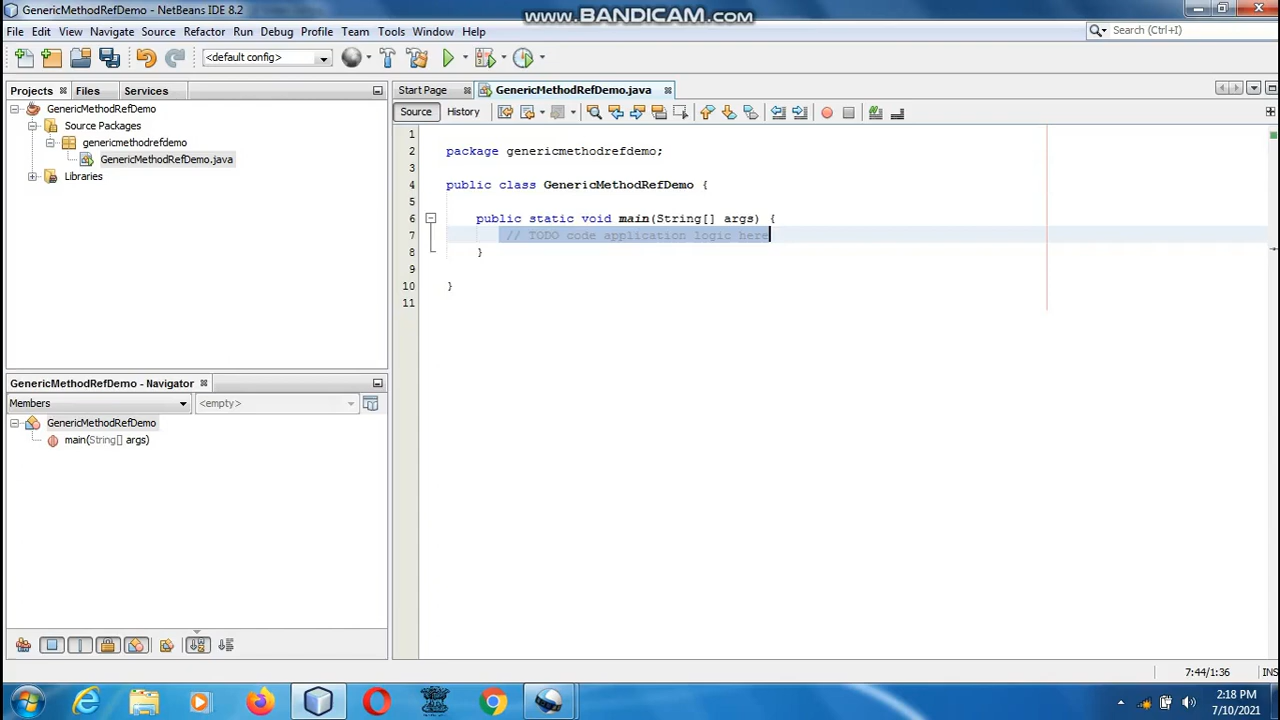 GenericMethodRefDemo - NetBeans IDE 8.2
www.BANDICAM.com
File Edit View Navigate Source Refactor Run Debug Profile Team Tools Window Help
Search (Ctrl+I)
<default config>
Projects Files Services
Start Page GenericMethodRefDemo.java
GenericMethodRefDemo
Source History
Source Packages
genericmethodrefdemo
GenericMethodRefDemo.java
Libraries
1
2 package genericmethodrefdemo;
3
4 public class GenericMethodRefDemo {
5
6 public static void main(String[] args) {
7 // TODO code application logic here
8 }
9
10 }
11
GenericMethodRefDemo - Navigator
Members <empty>
GenericMethodRefDemo
main(String[] args)
7:44/1:36 INS
2:18 PM
7/10/2021